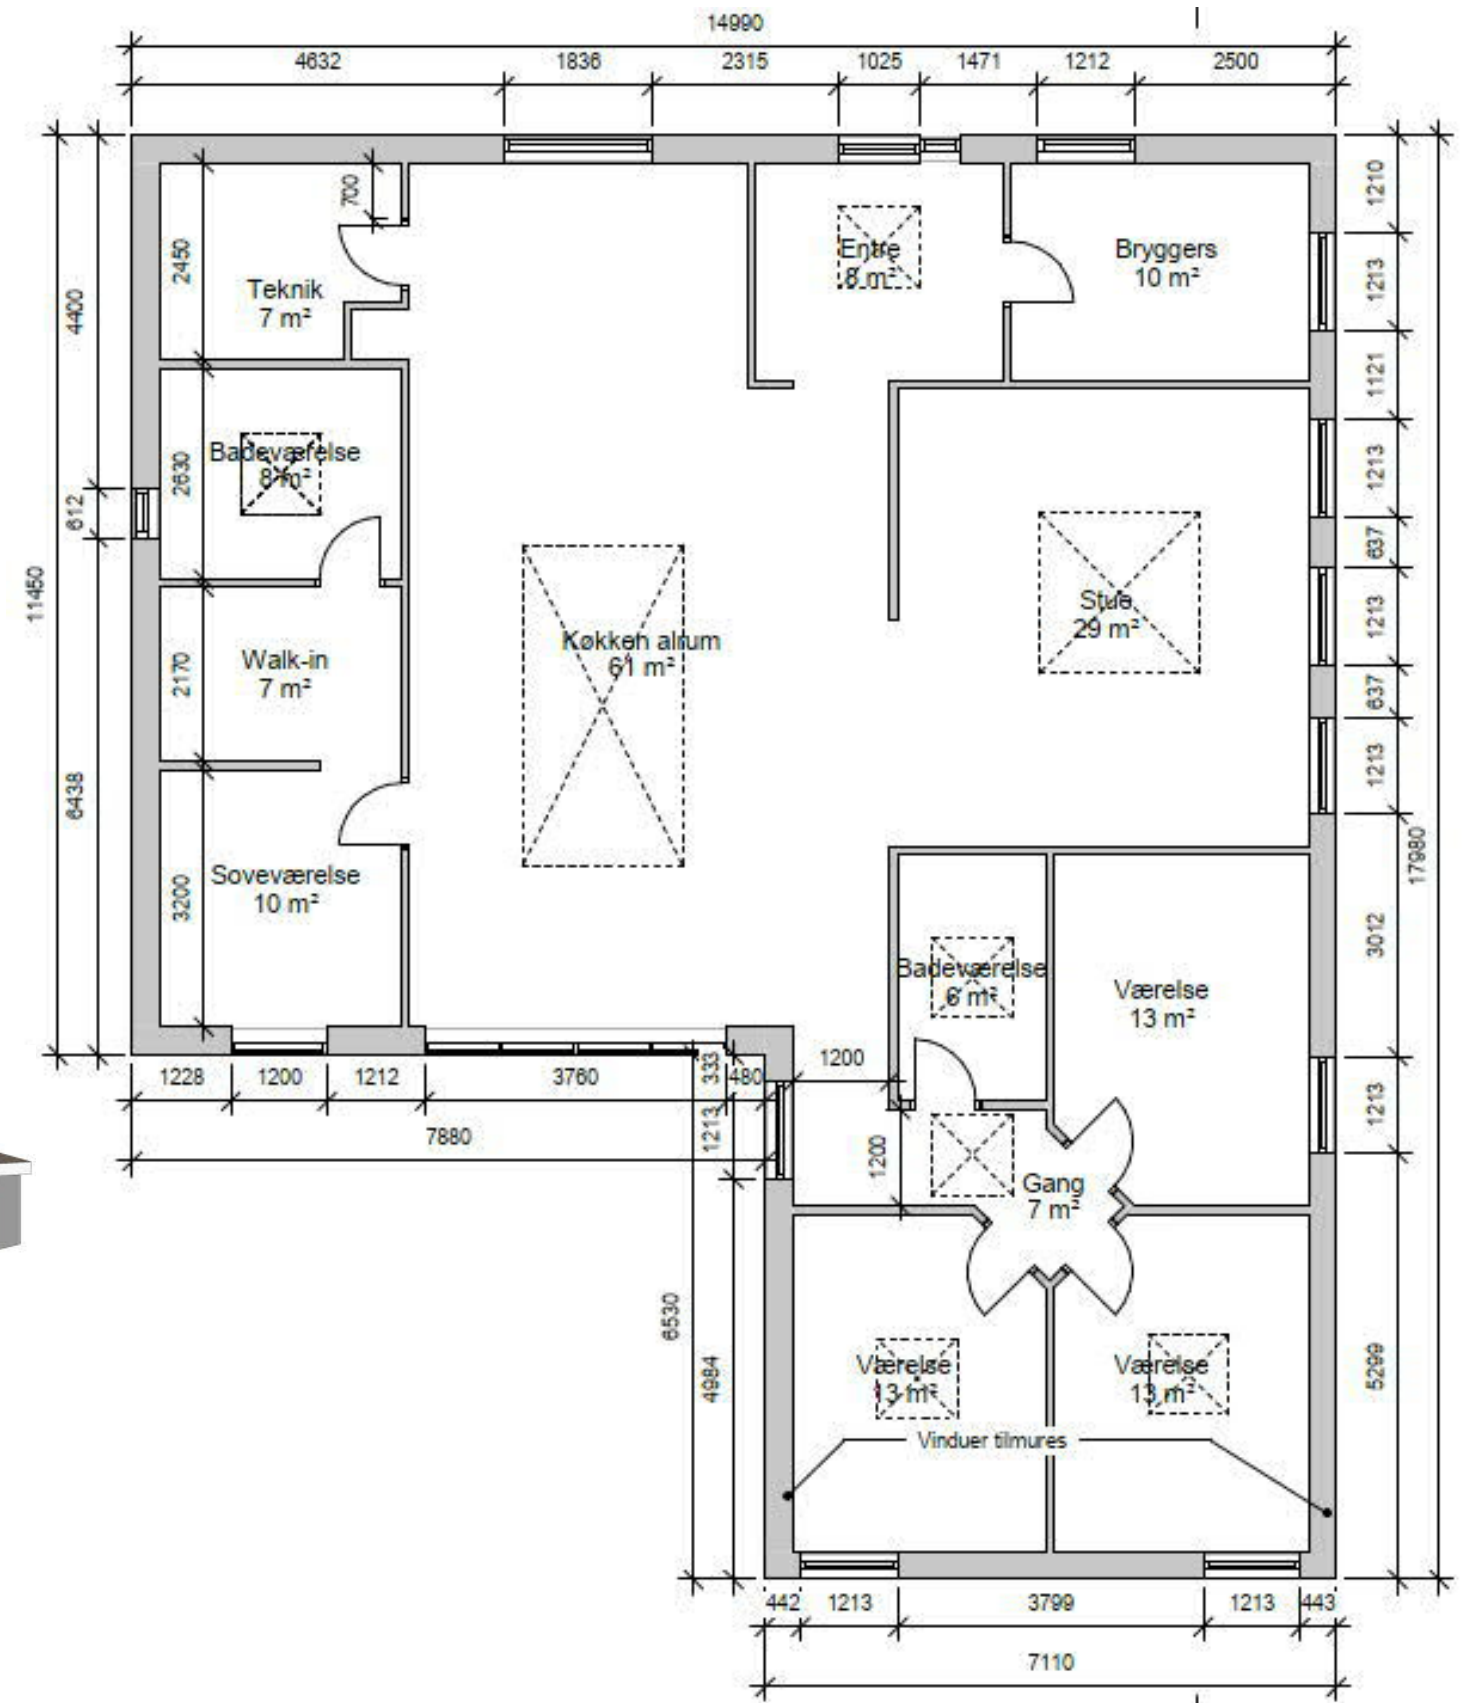 14990
4632
1836
2315
1025
1471
1212
2500
700
2450
Teknik
7 m²
Entre
8 m²
Bryggers
10 m²
1210
1213
1121
4400
Badeværelse
8 m²
2630
612
1213
637
11450
Køkken alrum
61 m²
Stue
29 m²
1213
637
Walk-in
7 m²
2170
1213
6438
17980
Soveværelse
10 m²
3200
3012
Badeværelse
6 m²
Værelse
13 m²
1228
1200
1212
3760
333
480
1200
1213
7880
1213
1200
Gang
7 m²
6530
4984
Værelse
13 m²
Værelse
13 m²
5299
Vinduer tilmures
442
1213
3799
1213
443
7110